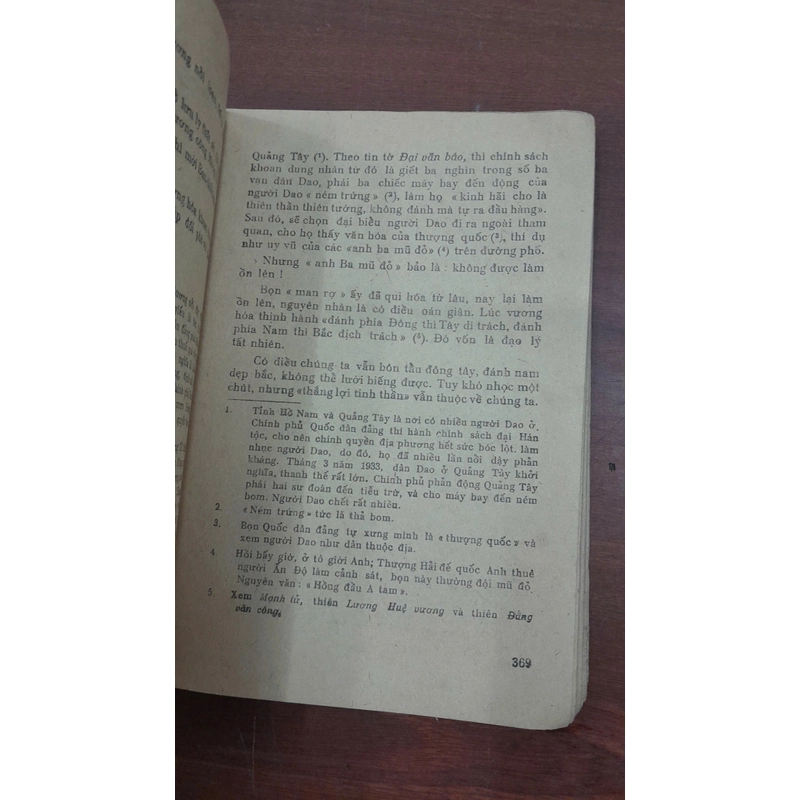 Quảng Tây (¹). Theo tin tờ Đại văn báo, thì chính sách
khoan dung nhân từ đó là giết ba nghìn trong số ba
vạn dân Dao, phái ba chiếc máy bay đến động của
người Dao « ném trứng » (²), làm họ « kinh hãi cho là
thiên thần thiên tướng, không đánh mà tự ra đầu hàng».
Sau đó, sẽ chọn đại biểu người Dao đi ra ngoài tham
quan, cho họ thấy văn hóa của thượng quốc (³), thí dụ
như uy vũ của các «anh ba mũ đỏ» (⁴) trên đường phố.
Nhưng « anh Ba mũ đỏ » bảo là : không được làm
ồn lên !
Bọn « man rợ » ấy đã qui hóa từ lâu, nay lại làm
ồn lên, nguyên nhân là có điều oán giận. Lúc vương
hóa thịnh hành «đánh phía Đông thì Tây di trách, đánh
phía Nam thì Bắc địch trách» (⁵). Đó vốn là đạo lý
tất nhiên.
Có điều chúng ta vẫn bôn tẩu đông tây, đánh nam
dẹp bắc, không thể lười biếng được. Tuy khó nhọc một
chút, nhưng «thắng lợi tinh thần» vẫn thuộc về chúng ta.
1. Tỉnh Hồ Nam và Quảng Tây là nơi có nhiều người Dao ở.
Chính phủ Quốc dân đảng thi hành chính sách đại Hán
tộc, cho nên chính quyền địa phương hết sức bóc lột. làm
nhục người Dao, do đó, họ đã nhiều lần nổi dậy phản
kháng. Tháng 3 năm 1933, dân Dao ở Quảng Tây khởi
nghĩa, thanh thế rất lớn. Chính phủ phản động Quảng Tây
phái hai sư đoàn đến tiễu trừ, và cho máy bay đến ném
bom. Người Dao chết rất nhiều.
2. « Ném trứng » tức là thả bom.
3. Bọn Quốc dân đảng tự xưng mình là « thượng quốc » và
xem người Dao như dân thuộc địa.
4. Hồi bấy giờ, ở tô giới Anh; Thượng Hải đế quốc Anh thuê
người Ấn Độ làm cảnh sát, bọn này thường đội mũ đỏ.
Nguyên văn : « Hồng đầu A tam ».
5. Xem Mạnh tử, thiên Lương Huệ vương và thiên Đằng
văn công.
369